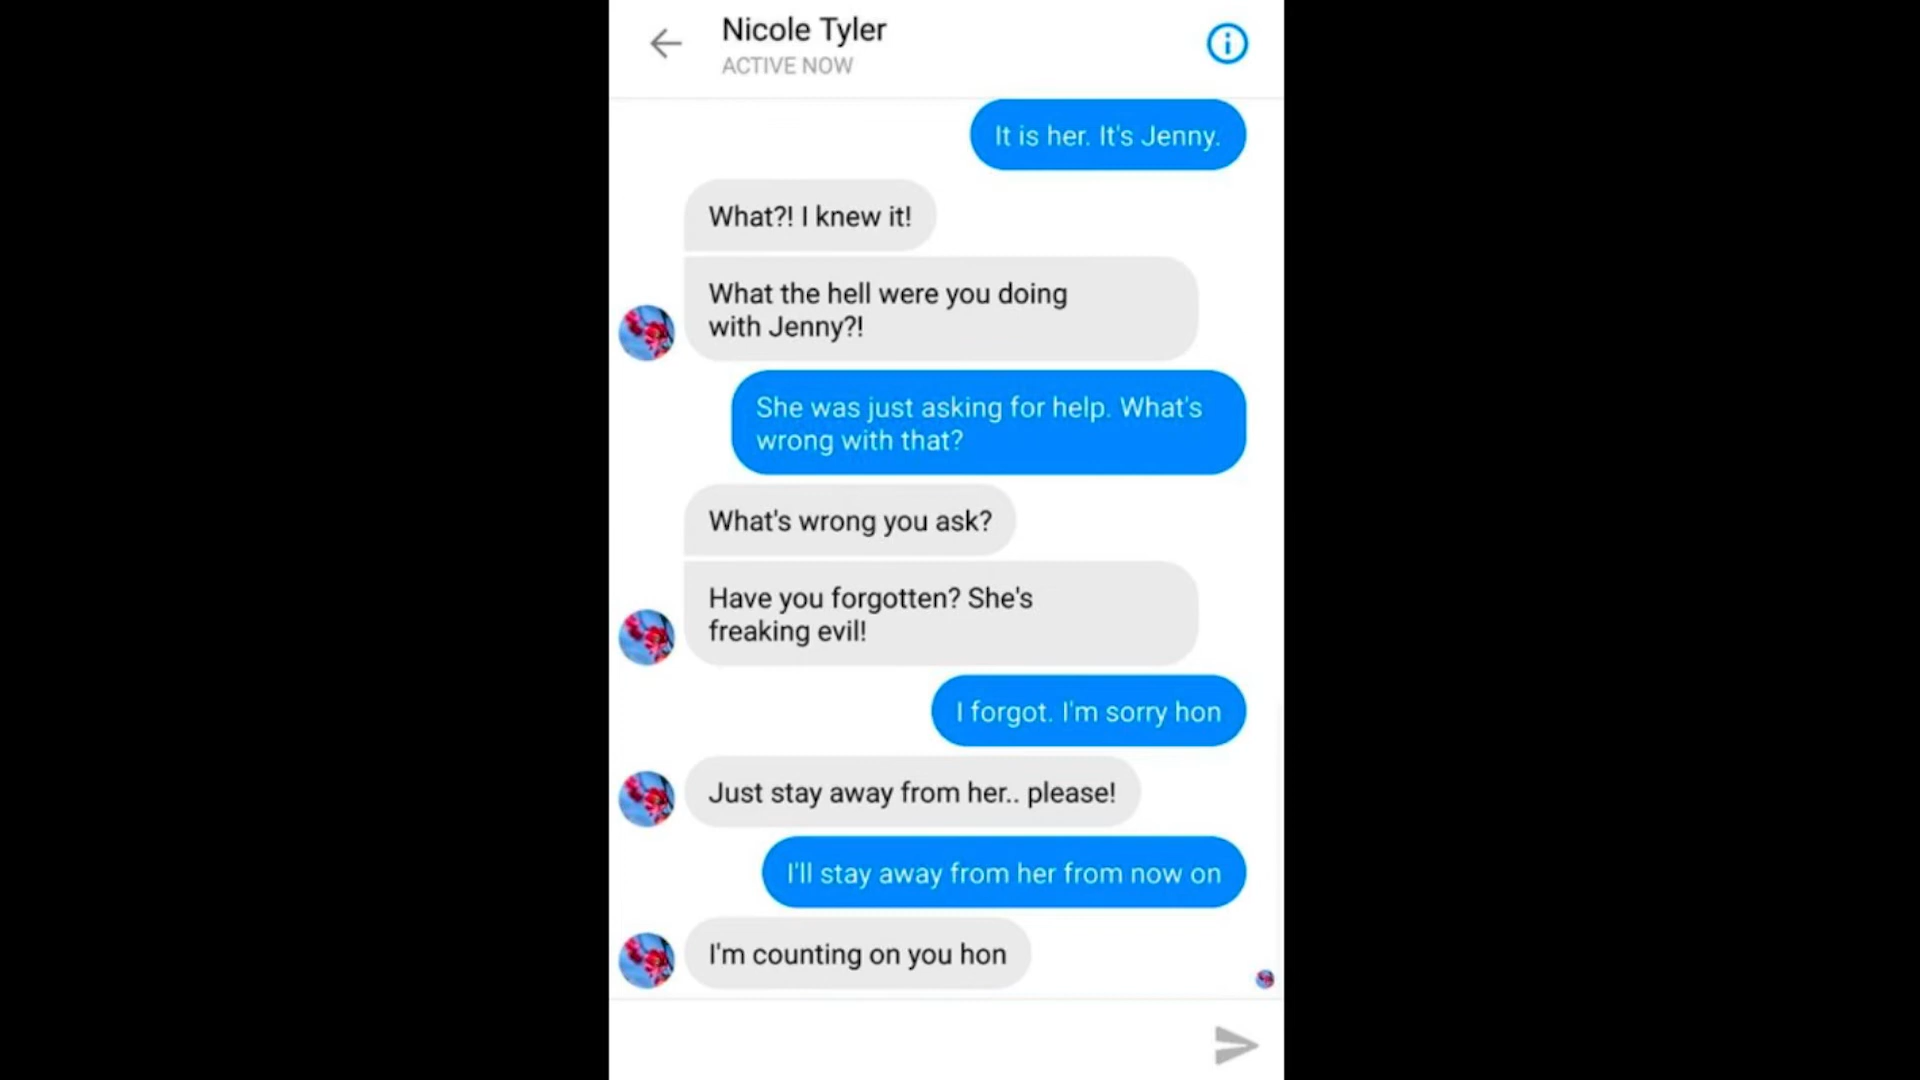 Nicole Tyler
ACTIVE NOW
It is her. It's Jenny.
What?! I knew it!
What the hell were you doing
with Jenny?!
She was just asking for help. What's
wrong with that?
What's wrong you ask?
Have you forgotten? She's
freaking evil!
I forgot. I'm sorry hon
Just stay away from her.. please!
I'll stay away from her from now on
I'm counting on you hon